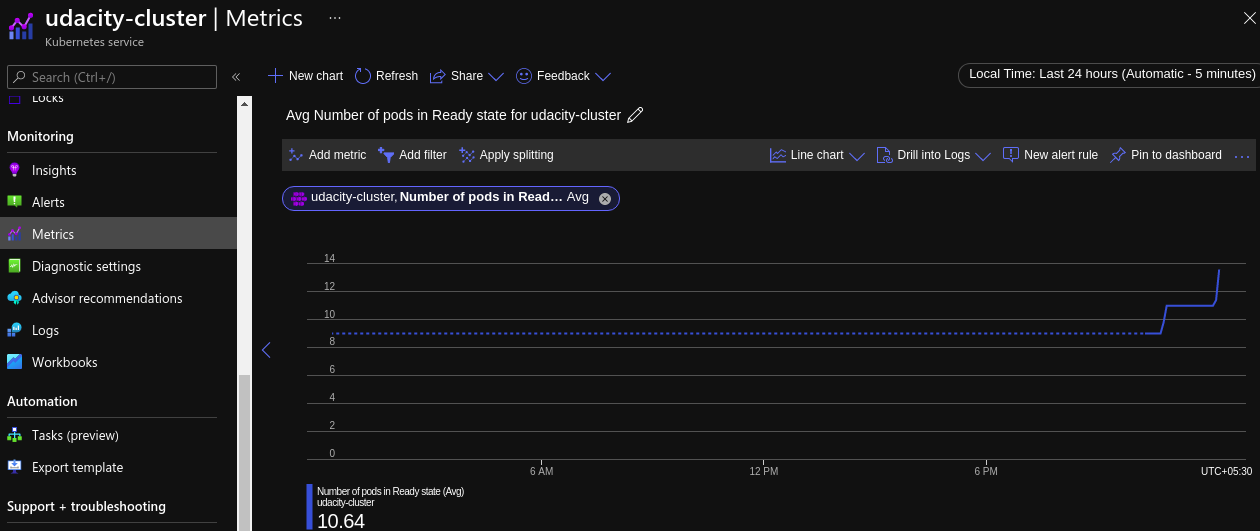 udacity-cluster | Metrics ...
Kubernetes service
Search (Ctrl+/)
«
New chart Refresh Share Feedback
Local Time: Last 24 hours (Automatic - 5 minutes)
Locks
Monitoring
Insights
Alerts
Metrics
Diagnostic settings
Advisor recommendations
Logs
Workbooks
Automation
Tasks (preview)
Export template
Support + troubleshooting
Avg Number of pods in Ready state for udacity-cluster
Add metric Add filter Apply splitting Line chart Drill into Logs New alert rule Pin to dashboard ...
udacity-cluster, Number of pods in Read... Avg
14
12
10
8
6
4
2
0
6 AM 12 PM 6 PM UTC+05:30
Number of pods in Ready state (Avg)
udacity-cluster
10.64